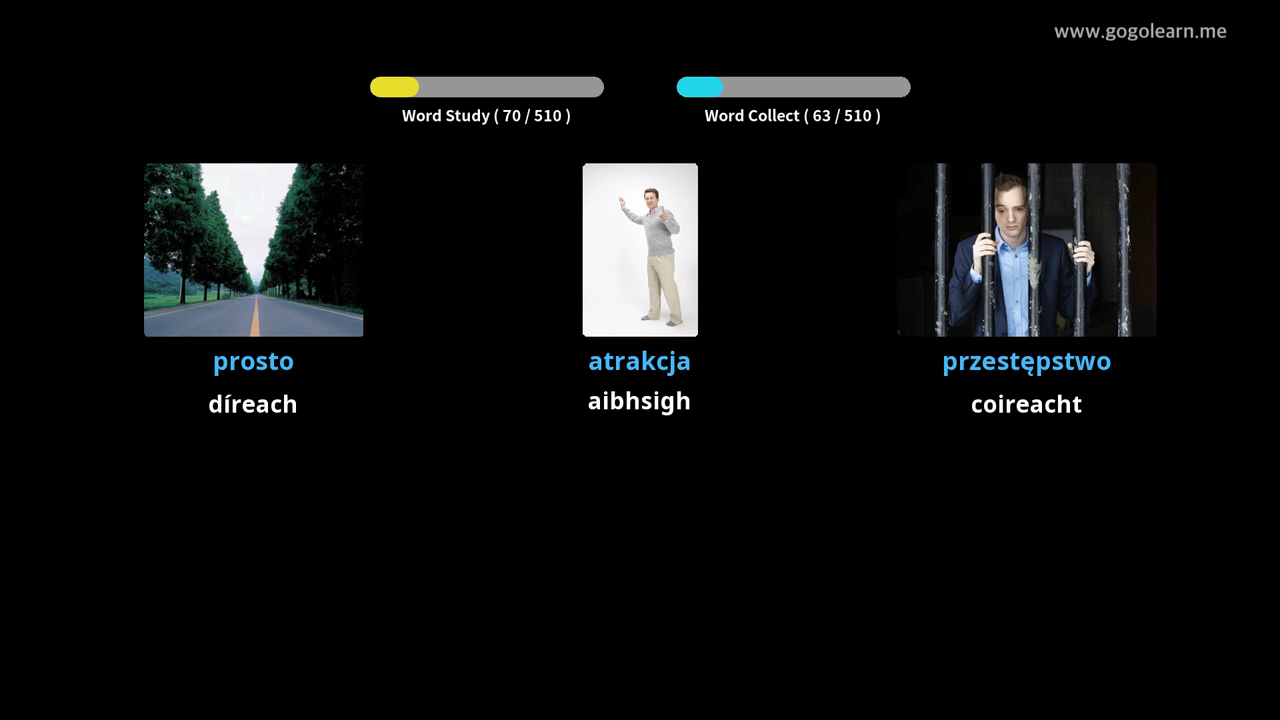 www.gogolearn.me
Word Study ( 70 / 510 )
Word Collect ( 63 / 510 )
prosto
atrakcja
przestępstwo
díreach
aibhsigh
coireacht